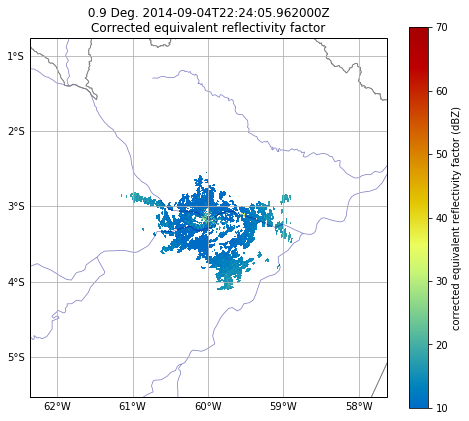 0.9 Deg. 2014-09-04T22:24:05.962000Z
Corrected equivalent reflectivity factor
1°S
2°S
3°S
4°S
5°S
62°W 61°W 60°W 59°W 58°W
70
60
50
40
30
20
10
corrected equivalent reflectivity factor (dBZ)